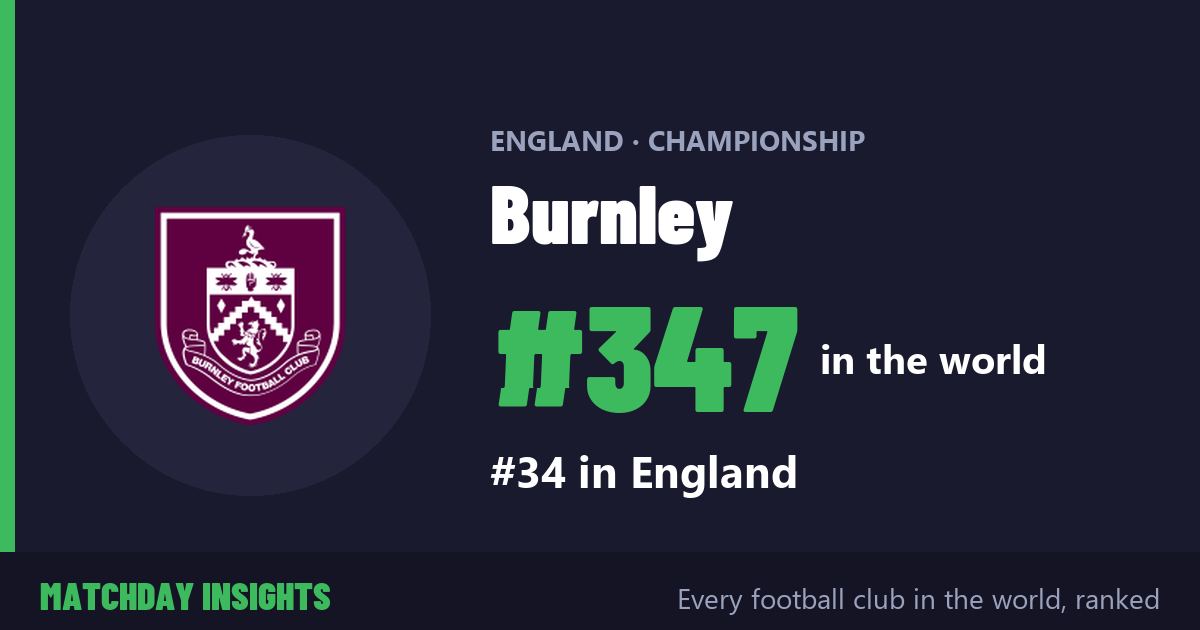 ENGLAND · CHAMPIONSHIP
Burnley
#347 in the world
#34 in England
BURNLEY FOOTBALL CLUB
MATCHDAY INSIGHTS
Every football club in the world, ranked